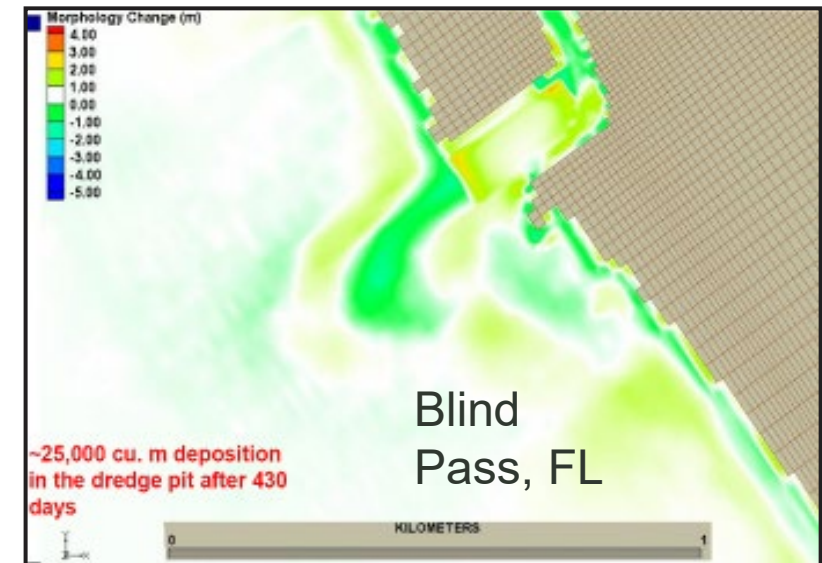 Morphology Change (m)
4.00
3.00
2.00
1.00
0.00
-1.00
-2.00
-3.00
-4.00
-5.00
Blind
Pass, FL
~25,000 cu. m deposition
in the dredge pit after 430
days
KILOMETERS
0 1